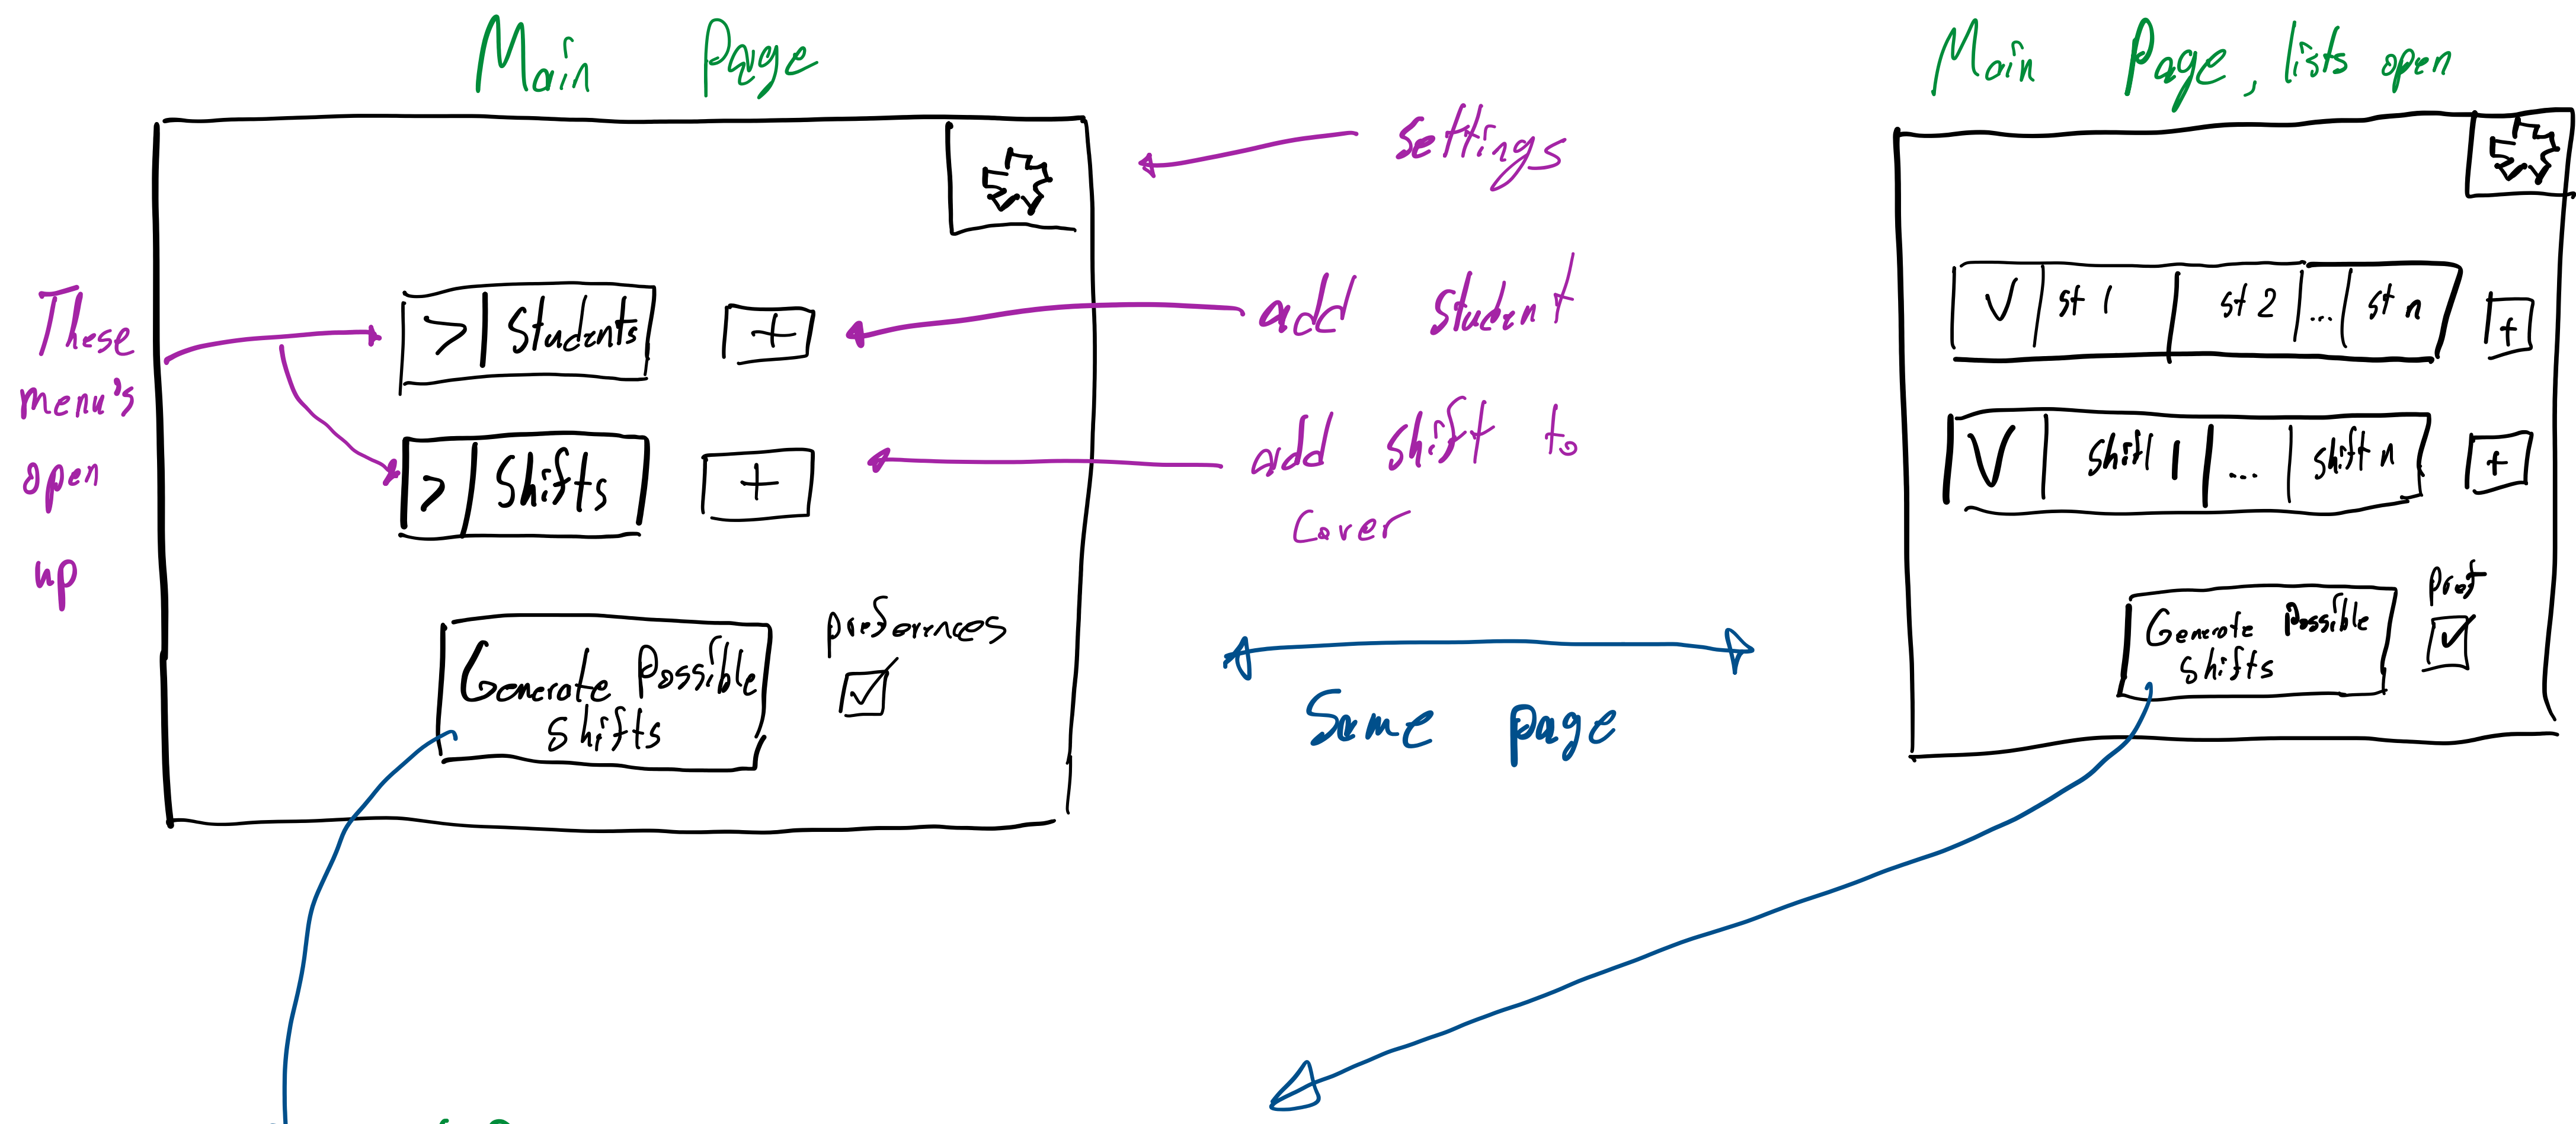 Main Page
Main Page, lists open
settings
These
menu's
open
up
> Students +
add student
> Shifts +
add shift to
cover
Generate Possible
Shifts
preferences
Same page
V st 1 st 2 ... st n +
V shift 1 ... shift n +
Generate Possible
shifts
pref